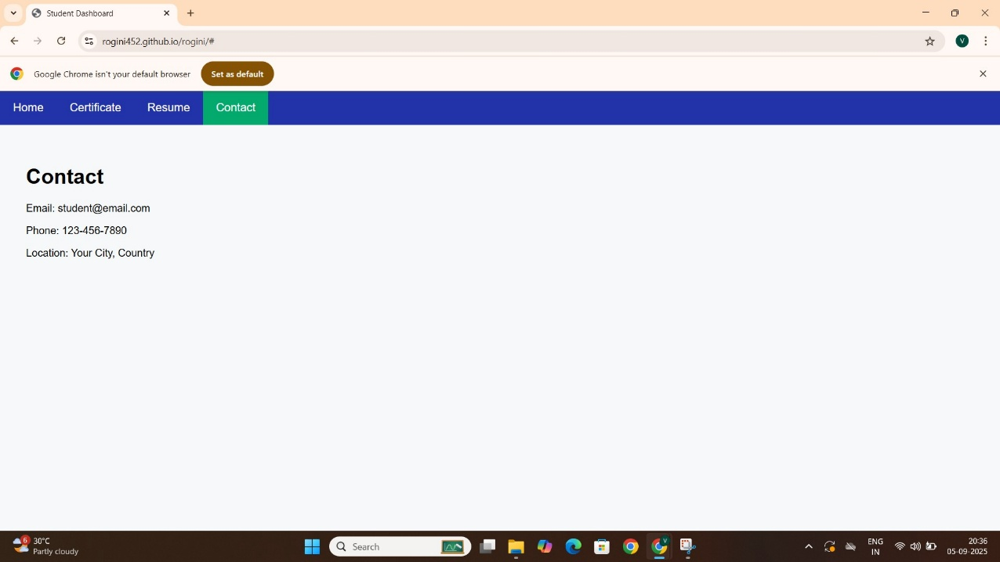 Student Dashboard
rogini452.github.io/rogini/#
V
Google Chrome isn't your default browser
Set as default
Home
Certificate
Resume
Contact
Contact
Email: student@email.com
Phone: 123-456-7890
Location: Your City, Country
6
30°C
Partly cloudy
Search
V
ENG
IN
20:36
05-09-2025